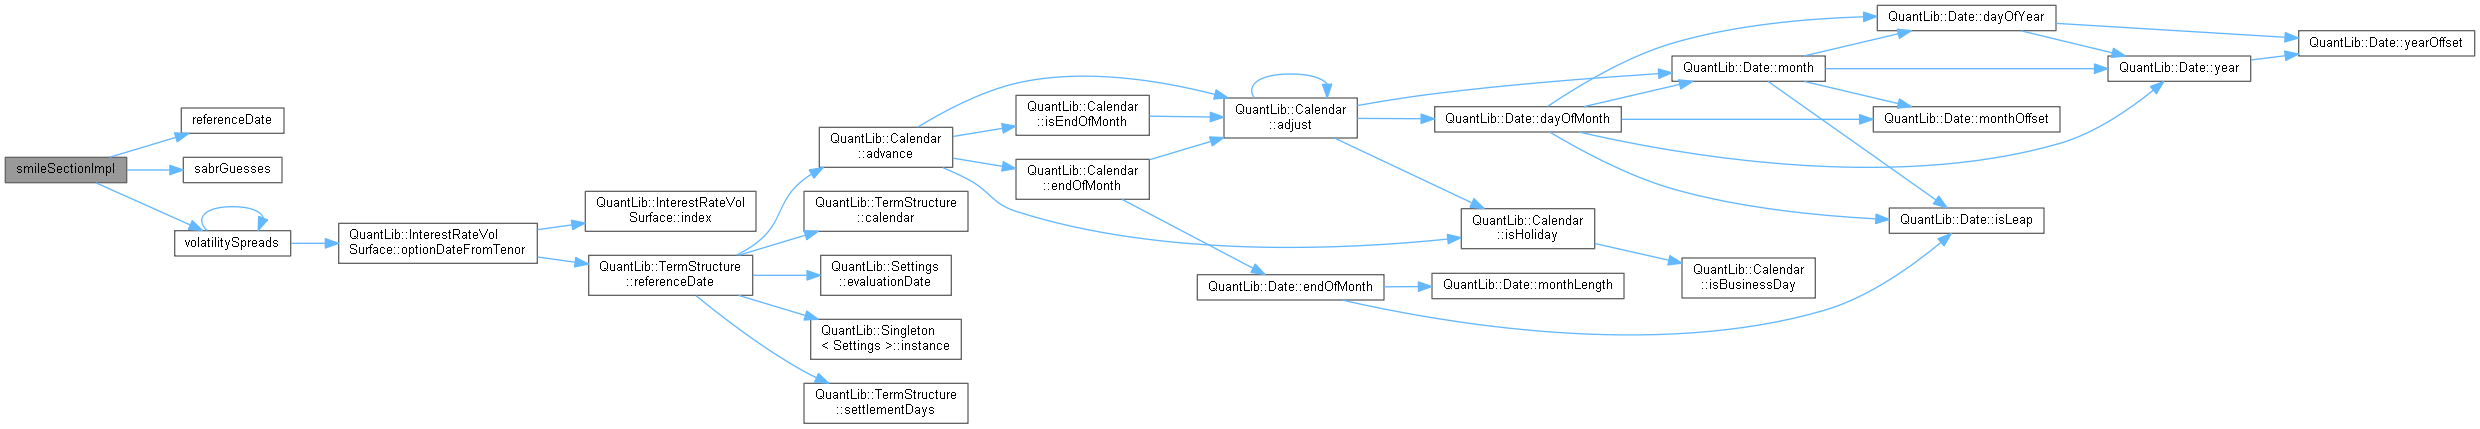 smileSectionImpl
referenceDate
sabrGuesses
volatilitySpreads
QuantLib::InterestRateVol
Surface::optionDateFromTenor
QuantLib::InterestRateVol
Surface::index
QuantLib::TermStructure
::referenceDate
QuantLib::Calendar
::advance
QuantLib::TermStructure
::calendar
QuantLib::Settings
::evaluationDate
QuantLib::Singleton
< Settings >::instance
QuantLib::TermStructure
::settlementDays
QuantLib::Calendar
::isEndOfMonth
QuantLib::Calendar
::endOfMonth
QuantLib::Calendar
::adjust
QuantLib::Date::endOfMonth
QuantLib::Date::dayOfMonth
QuantLib::Calendar
::isHoliday
QuantLib::Date::monthLength
QuantLib::Date::month
QuantLib::Calendar
::isBusinessDay
QuantLib::Date::dayOfYear
QuantLib::Date::monthOffset
QuantLib::Date::isLeap
QuantLib::Date::year
QuantLib::Date::yearOffset